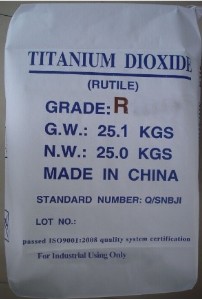 TITANIUM DIOXIDE
(RUTILE)
GRADE: R
G.W.: 25.1 KGS
N.W.: 25.0 KGS
MADE IN CHINA
STANDARD NUMBER: Q/SNBJI
LOT NO.:
passed ISO9001:2008 quality system certification
For Industrial Using Only